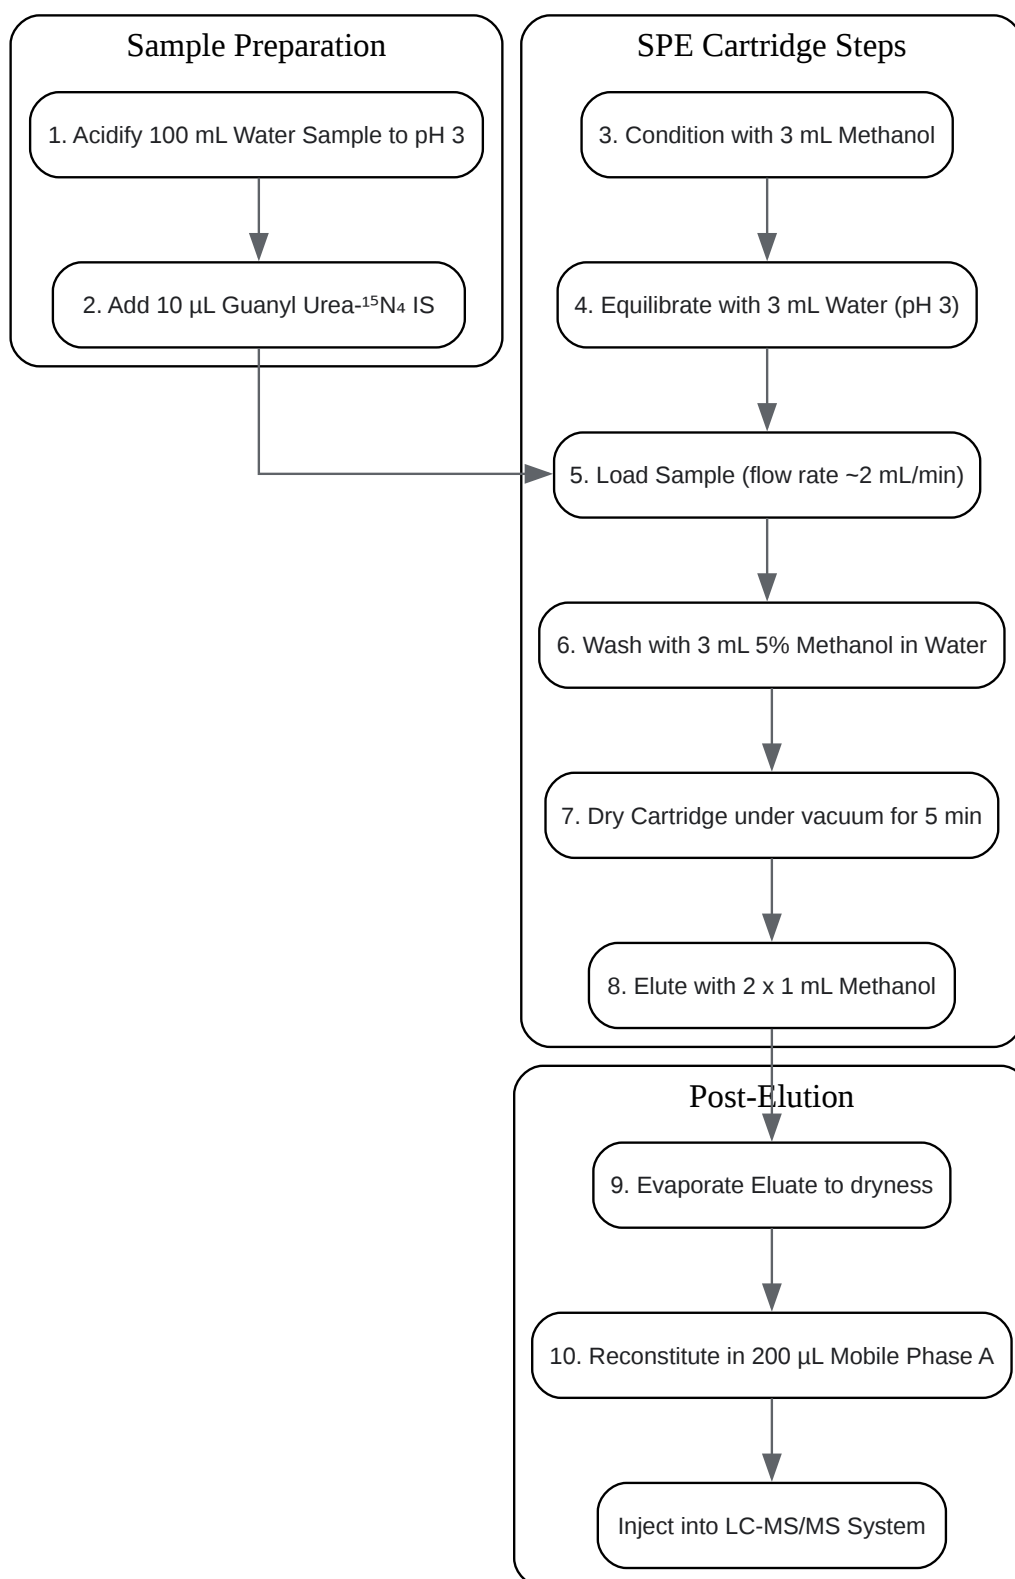 Sample Preparation
1. Acidify 100 mL Water Sample to pH 3
2. Add 10 µL Guanyl Urea-¹⁵N₄ IS
SPE Cartridge Steps
3. Condition with 3 mL Methanol
4. Equilibrate with 3 mL Water (pH 3)
5. Load Sample (flow rate ~2 mL/min)
6. Wash with 3 mL 5% Methanol in Water
7. Dry Cartridge under vacuum for 5 min
8. Elute with 2 x 1 mL Methanol
Post-Elution
9. Evaporate Eluate to dryness
10. Reconstitute in 200 µL Mobile Phase A
Inject into LC-MS/MS System